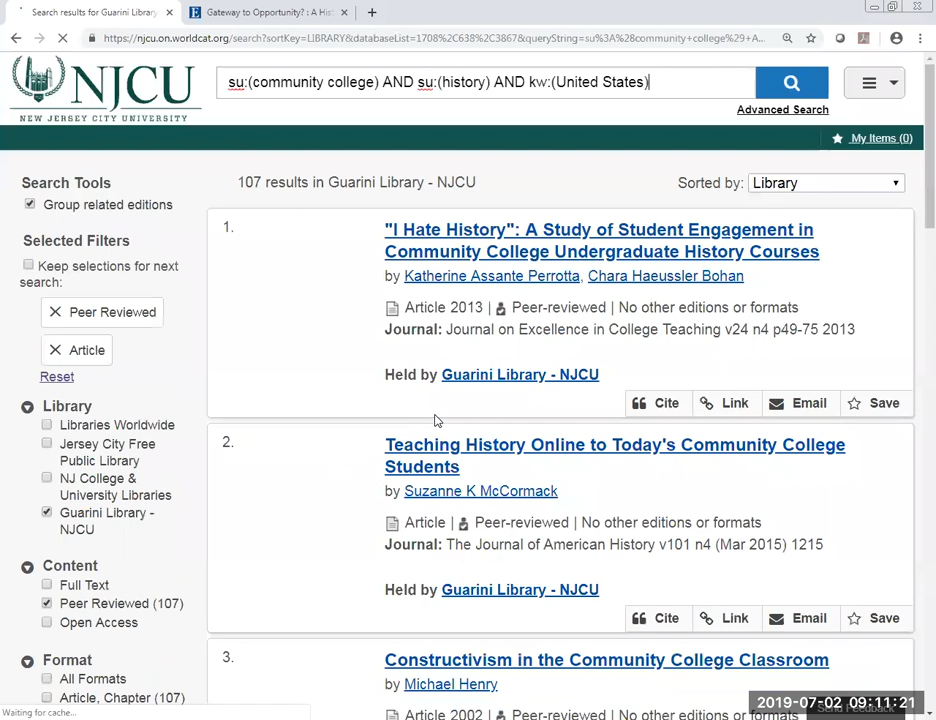 Search results for Guarini Library
Gateway to Opportunity? : A His
https://njcu.on.worldcat.org/search?sortKey=LIBRARY&databaseList=1708%2C638%2C3867&queryString=su%3A%28community+college%29+A...
NJCU
NEW JERSEY CITY UNIVERSITY
su:(community college) AND su:(history) AND kw:(United States)
Advanced Search
My Items (0)
Search Tools
Group related editions
107 results in Guarini Library - NJCU
Sorted by: Library
Selected Filters
Keep selections for next search:
Peer Reviewed
Article
Reset
Library
Libraries Worldwide
Jersey City Free
Public Library
NJ College &
University Libraries
Guarini Library -
NJCU
Content
Full Text
Peer Reviewed (107)
Open Access
Format
All Formats
Article, Chapter (107)
Waiting for cache...
1.
"I Hate History": A Study of Student Engagement in
Community College Undergraduate History Courses
by Katherine Assante Perrotta, Chara Haeussler Bohan
Article 2013 | Peer-reviewed | No other editions or formats
Journal: Journal on Excellence in College Teaching v24 n4 p49-75 2013
Held by Guarini Library - NJCU
Cite Link Email Save
2.
Teaching History Online to Today's Community College
Students
by Suzanne K McCormack
Article | Peer-reviewed | No other editions or formats
Journal: The Journal of American History v101 n4 (Mar 2015) 1215
Held by Guarini Library - NJCU
Cite Link Email Save
3.
Constructivism in the Community College Classroom
by Michael Henry
Article 2002 | Peer-reviewed | No other editions or formats
2019-07-02 09:11:21
Send Feedback